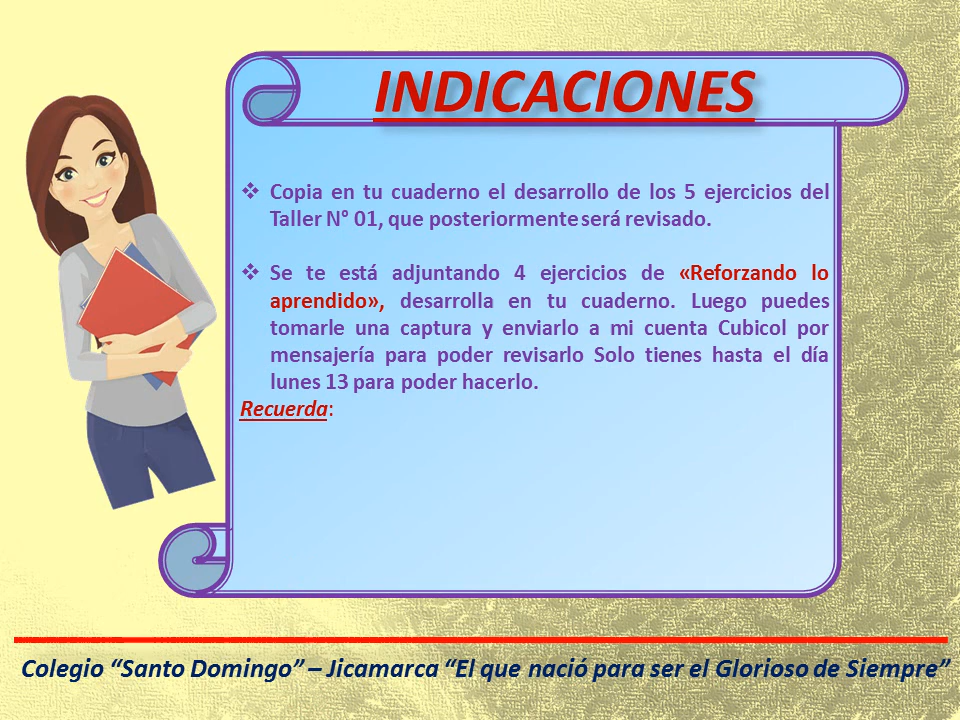 INDICACIONES
❖ Copia en tu cuaderno el desarrollo de los 5 ejercicios del
Taller N° 01, que posteriormente será revisado.
❖ Se te está adjuntando 4 ejercicios de «Reforzando lo
aprendido», desarrolla en tu cuaderno. Luego puedes
tomarle una captura y enviarlo a mi cuenta Cubicol por
mensajería para poder revisarlo Solo tienes hasta el día
lunes 13 para poder hacerlo.
Recuerda:
Colegio “Santo Domingo” – Jicamarca “El que nació para ser el Glorioso de Siempre”